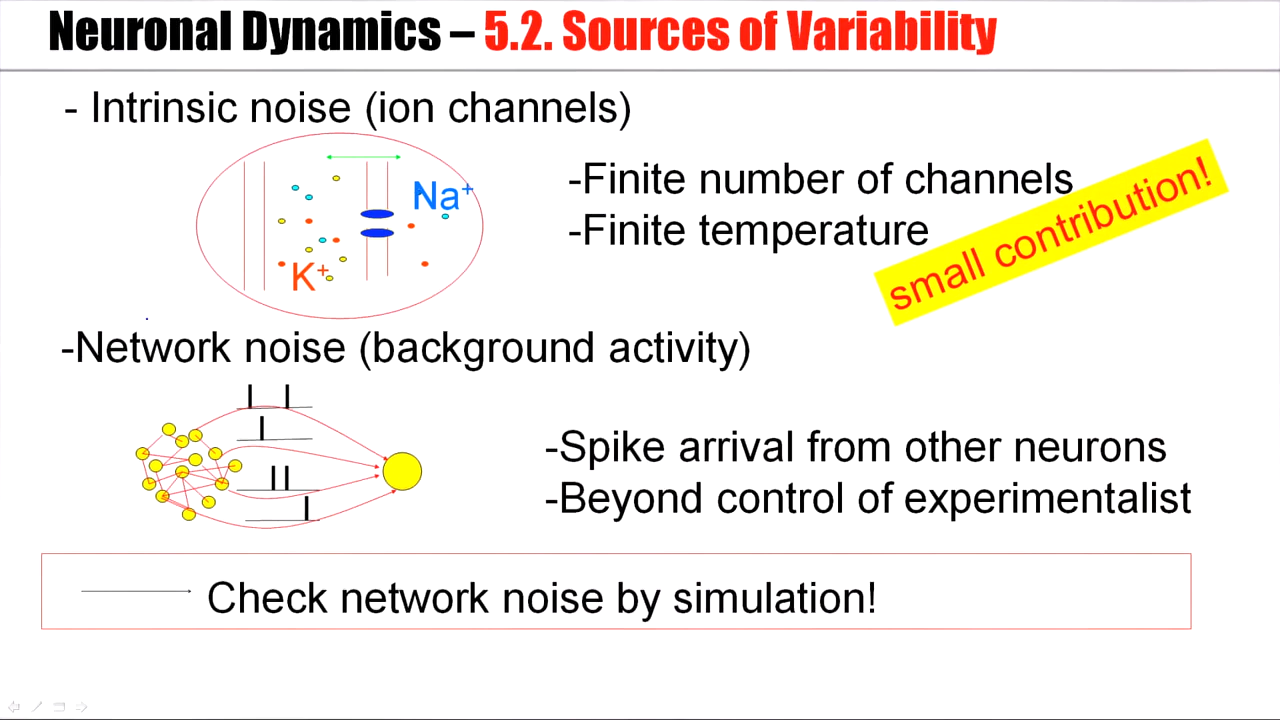 Neuronal Dynamics – 5.2. Sources of Variability
- Intrinsic noise (ion channels)
Na+
K+
-Finite number of channels
-Finite temperature
small contribution!
-Network noise (background activity)
-Spike arrival from other neurons
-Beyond control of experimentalist
Check network noise by simulation!